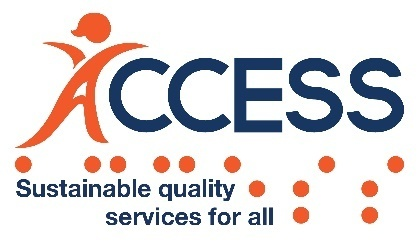 ACCESS
Sustainable quality
services for all